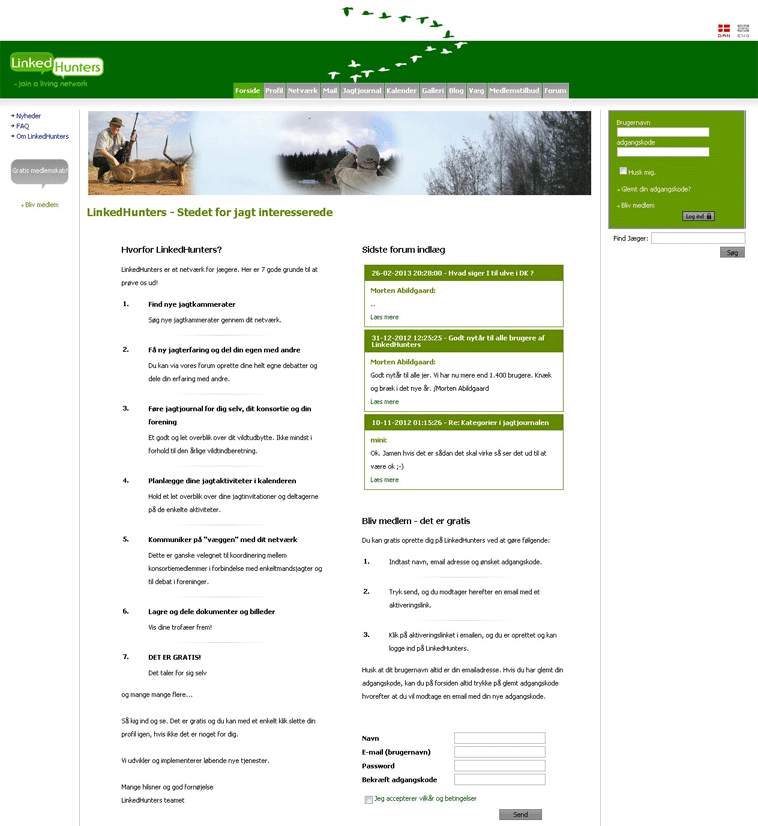 DAN ENG
Linked Hunters
- join a living network
Forside Profil Netværk Mail Jagtjournal Kalender Galleri Blog Væg Medlemstilbud Forum
Nyheder
FAQ
Om LinkedHunters
Gratis medlemskab!
Bliv medlem
Brugernavn
adgangskode
Husk mig.
Glemt din adgangskode?
Bliv medlem
Log ind
Find Jæger:
Søg
LinkedHunters - Stedet for jagt interesserede
Hvorfor LinkedHunters?
LinkedHunters er et netværk for jægere. Her er 7 gode grunde til at
prøve os ud!
1. Find nye jagtkammerater
Søg nye jagtkammerater gennem dit netværk.
2. Få ny jagterfaring og del din egen med andre
Du kan via vores forum oprette dine helt egne debatter og
dele din erfaring med andre.
3. Føre jagtjournal for dig selv, dit konsortie og din
forening
Et godt og let overblik over dit vildtudbytte. Ikke mindst i
forhold til den årlige vildtindberetning.
4. Planlægge dine jagtaktiviteter i kalenderen
Hold et let overblik over dine jagtinvitationer og deltagerne
på de enkelte aktiviteter.
5. Kommuniker på "væggen" med dit netværk
Dette er ganske velegnet til koordinering mellem
konsortiemedlemmer i forbindelse med enkeltmandsjagter og
til debat i foreninger.
6. Lagre og dele dokumenter og billeder
Vis dine trofæer frem!
7. DET ER GRATIS!
Det taler for sig selv
og mange mange flere...
Så kig ind og se. Det er gratis og du kan med et enkelt klik slette din
profil igen, hvis ikke det er noget for dig.
Vi udvikler og implementerer løbende nye tjenester.
Mange hilsner og god fornøjelse
LinkedHunters teamet
Sidste forum indlæg
26-02-2013 20:28:00 - Hvad siger I til ulve i DK ?
Morten Abildgaard:
..
Læs mere
31-12-2012 12:25:25 - Godt nytår til alle brugere af
LinkedHunters
Morten Abildgaard:
Godt nytår til alle jer. Vi har nu mere end 1.400 brugere. Knæk
og bræk i det nye år. /Morten Abildgaard
Læs mere
10-11-2012 01:15:26 - Re: Kategorier i jagtjournalen
mini:
Ok. Jamen hvis det er sådan det skal virke så ser det ud til at
være ok ;-)
Læs mere
Bliv medlem - det er gratis
Du kan gratis oprette dig på LinkedHunters ved at gøre følgende:
1. Indtast navn, email adresse og ønsket adgangskode.
2. Tryk send, og du modtager herefter en email med et
aktiveringslink.
3. Klik på aktiveringslinket i emailen, og du er oprettet og kan
logge ind på LinkedHunters.
Husk at dit brugernavn altid er din emailadresse. Hvis du har glemt din
adgangskode, kan du på forsiden altid trykke på glemt adgangskode
hvorefter at du vil modtage en email med din nye adgangskode.
Navn
E-mail (brugernavn)
Password
Bekræft adgangskode
Jeg accepterer vilkår og betingelser
Send